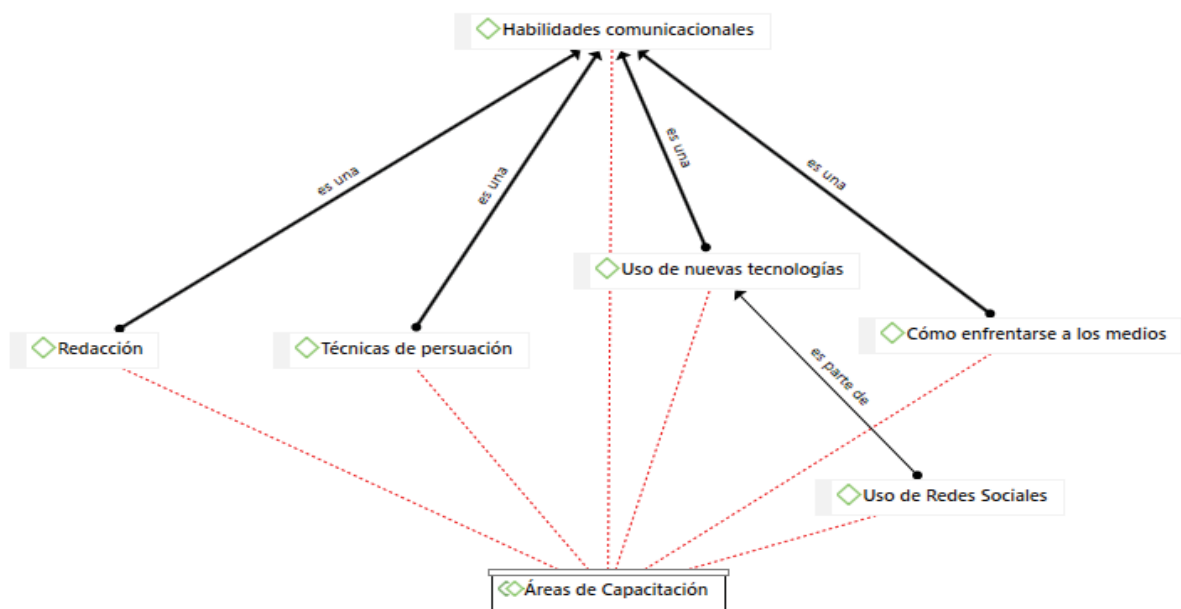 Habilidades comunicacionales
es una
es una
es una
es una
Uso de nuevas tecnologías
Redacción
Técnicas de persuación
Cómo enfrentarse a los medios
es parte de
Uso de Redes Sociales
Áreas de Capacitación